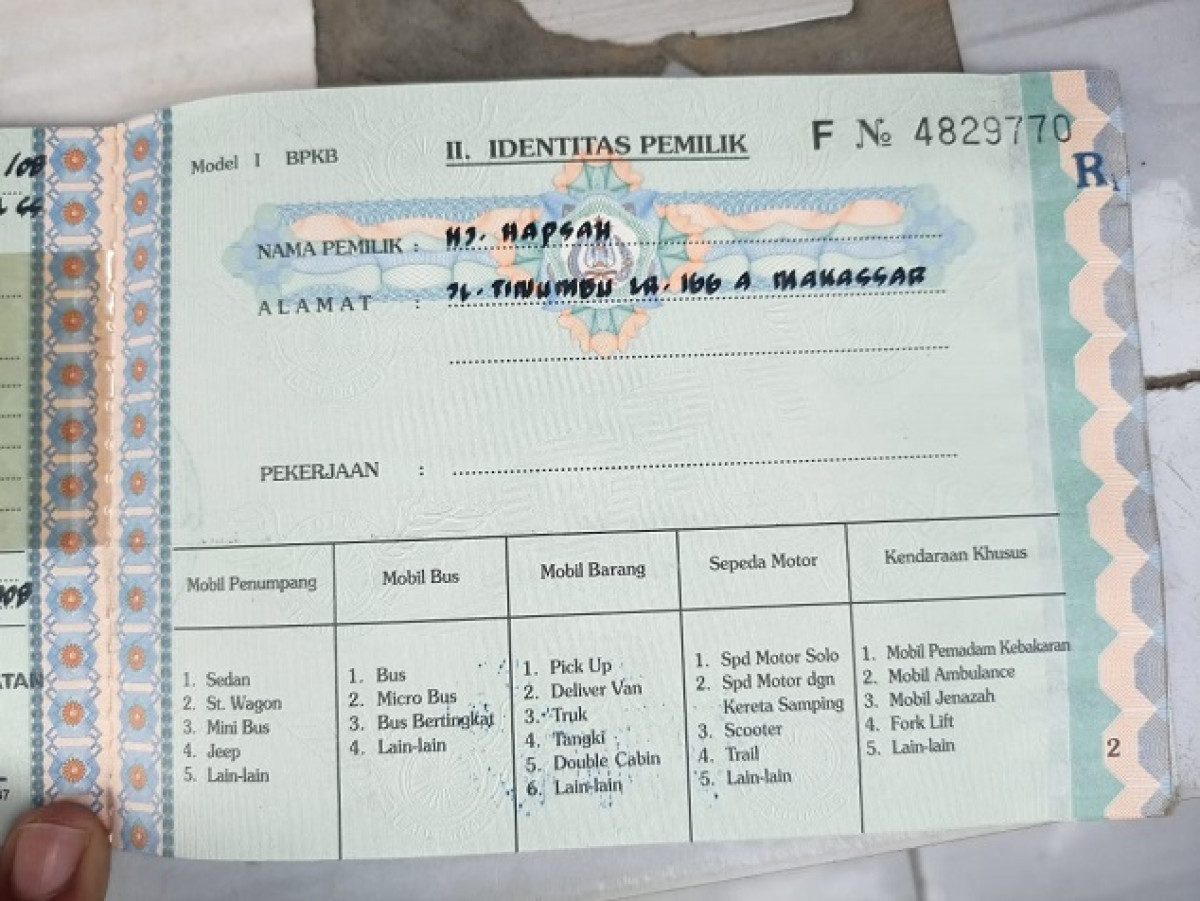 Model I BPKB
II. IDENTITAS PEMILIK
F № 4829770
R
NAMA PEMILIK : HJ. HAPSAH
ALAMAT : JL. TINUMBU LR. 166 A MAKASSAR
PEKERJAAN :
Mobil Penumpang
1. Sedan
2. St. Wagon
3. Mini Bus
4. Jeep
5. Lain-lain
Mobil Bus
1. Bus
2. Micro Bus
3. Bus Bertingkat
4. Lain-lain
Mobil Barang
1. Pick Up
2. Deliver Van
3. Truk
4. Tangki
5. Double Cabin
6. Lain-lain
Sepeda Motor
1. Spd Motor Solo
2. Spd Motor dgn
Kereta Samping
3. Scooter
4. Trail
5. Lain-lain
Kendaraan Khusus
1. Mobil Pemadam Kebakaran
2. Mobil Ambulance
3. Mobil Jenazah
4. Fork Lift
5. Lain-lain
2